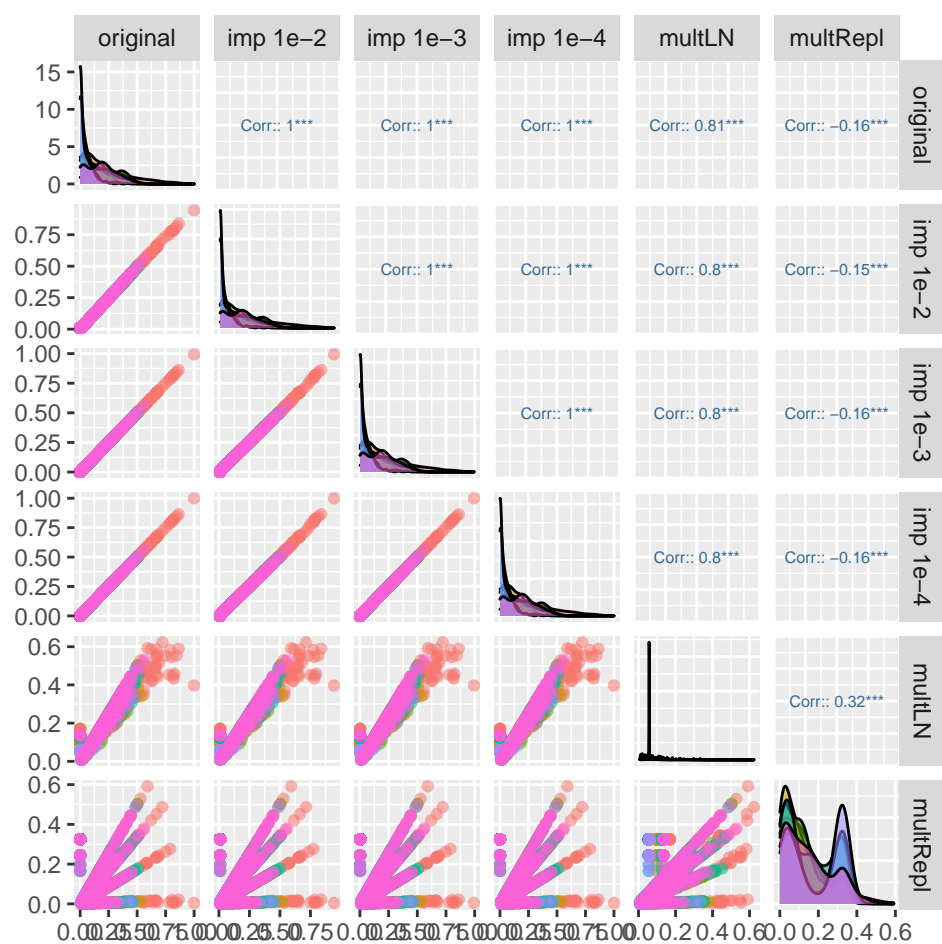 original imp 1e−2 imp 1e−3 imp 1e−4 multLN multRepl
15
10
5
0
Corr:: 1*** Corr:: 1*** Corr:: 1*** Corr:: 0.81*** Corr:: −0.16***
original
0.75
0.50
0.25
0.00
Corr:: 1*** Corr:: 1*** Corr:: 0.8*** Corr:: −0.15***
imp 1e−2
1.00
0.75
0.50
0.25
0.00
Corr:: 1*** Corr:: 0.8*** Corr:: −0.16***
imp 1e−3
1.00
0.75
0.50
0.25
0.00
Corr:: 0.8*** Corr:: −0.16***
imp 1e−4
0.6
0.4
0.2
0.0
Corr:: 0.32***
multLN
0.6
0.4
0.2
0.0
multRepl
0.2 0.4 0.6 0.0 0.2 0.4 0.6